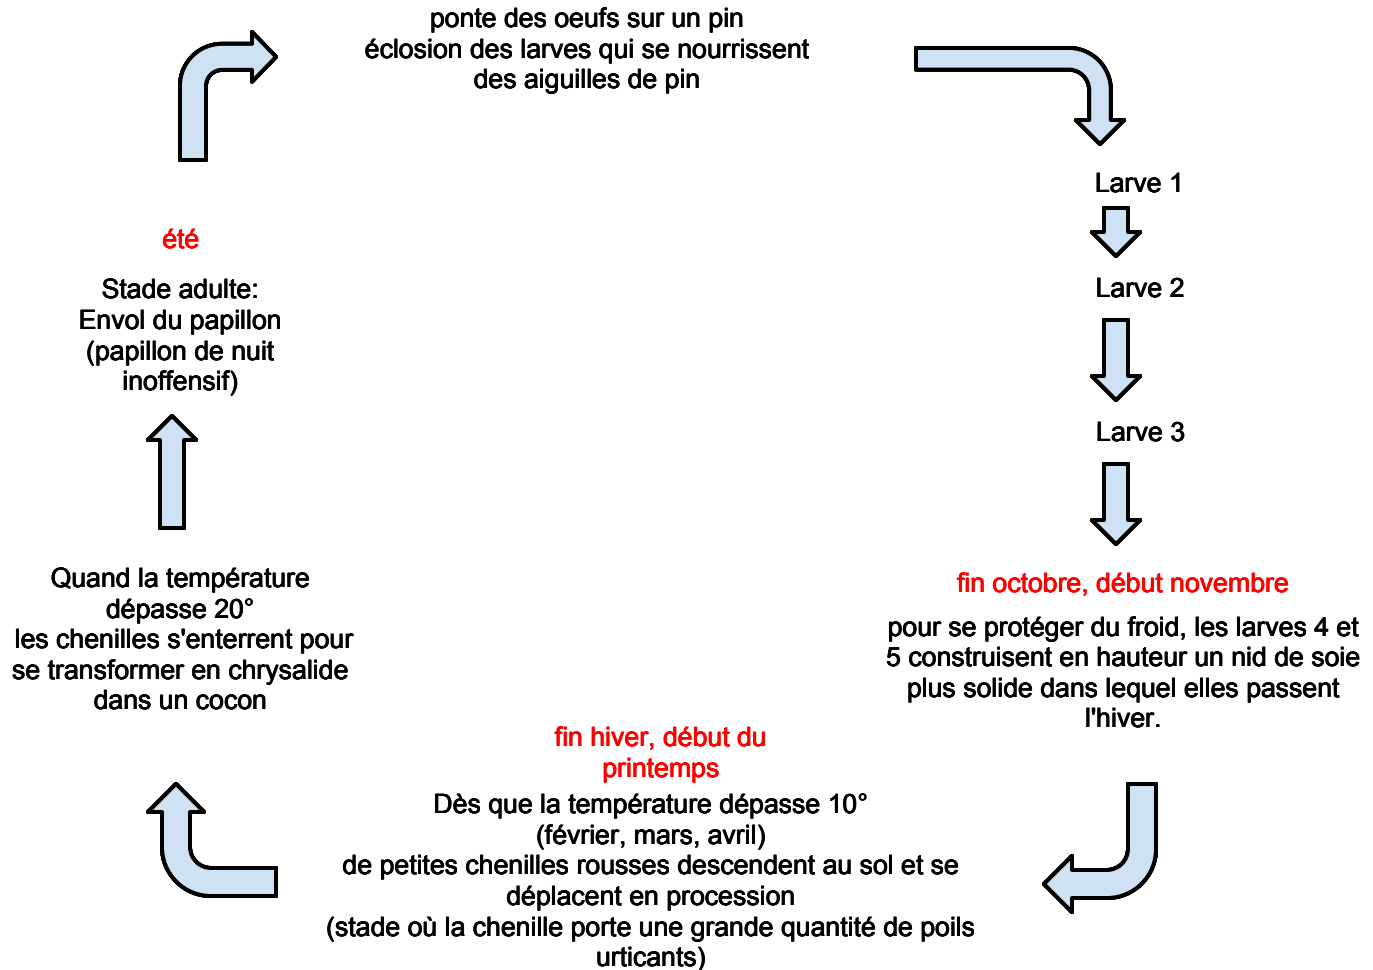 ponte des oeufs sur un pin
éclosion des larves qui se nourrissent
des aiguilles de pin
Larve 1
Larve 2
Larve 3
fin octobre, début novembre
pour se protéger du froid, les larves 4 et
5 construisent en hauteur un nid de soie
plus solide dans lequel elles passent
l'hiver.
fin hiver, début du
printemps
Dès que la température dépasse 10°
(février, mars, avril)
de petites chenilles rousses descendent au sol et se
déplacent en procession
(stade où la chenille porte une grande quantité de poils
urticants)
Quand la température
dépasse 20°
les chenilles s'enterrent pour
se transformer en chrysalide
dans un cocon
été
Stade adulte:
Envol du papillon
(papillon de nuit
inoffensif)